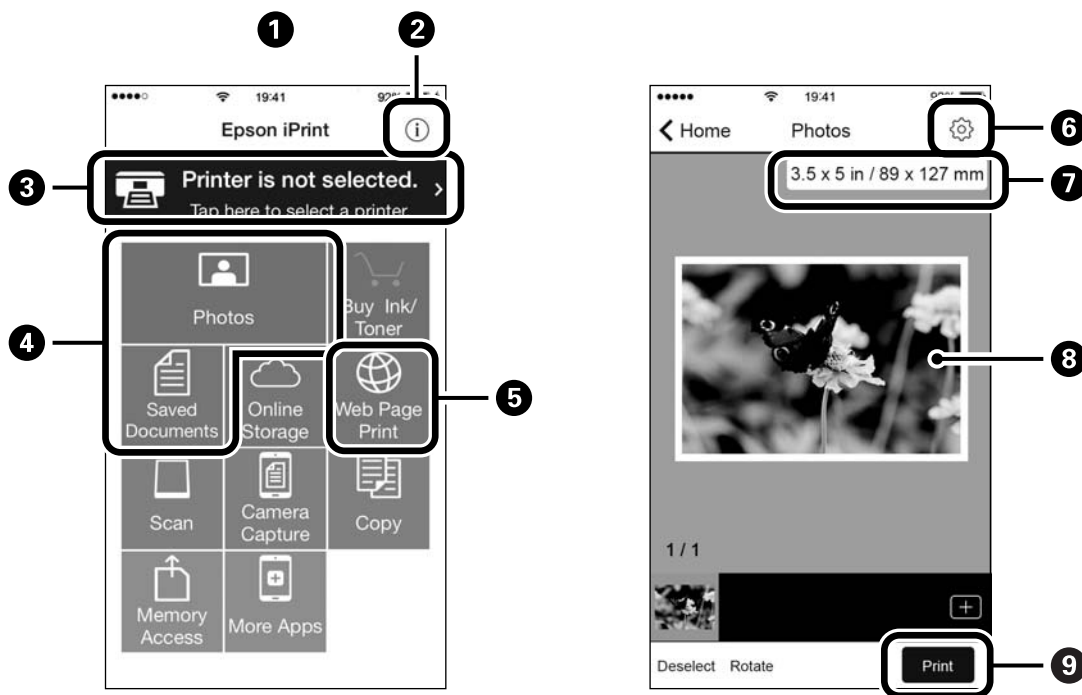 1
2
19:41
Epson iPrint
3
Printer is not selected.
Tap here to select a printer
Photos
Buy Ink/
Toner
4
Saved
Documents
Online
Storage
Web Page
Print
5
Scan
Camera
Capture
Copy
Memory
Access
More Apps
19:41
Home
Photos
6
3.5 x 5 in / 89 x 127 mm
7
8
1 / 1
Deselect Rotate
Print
9